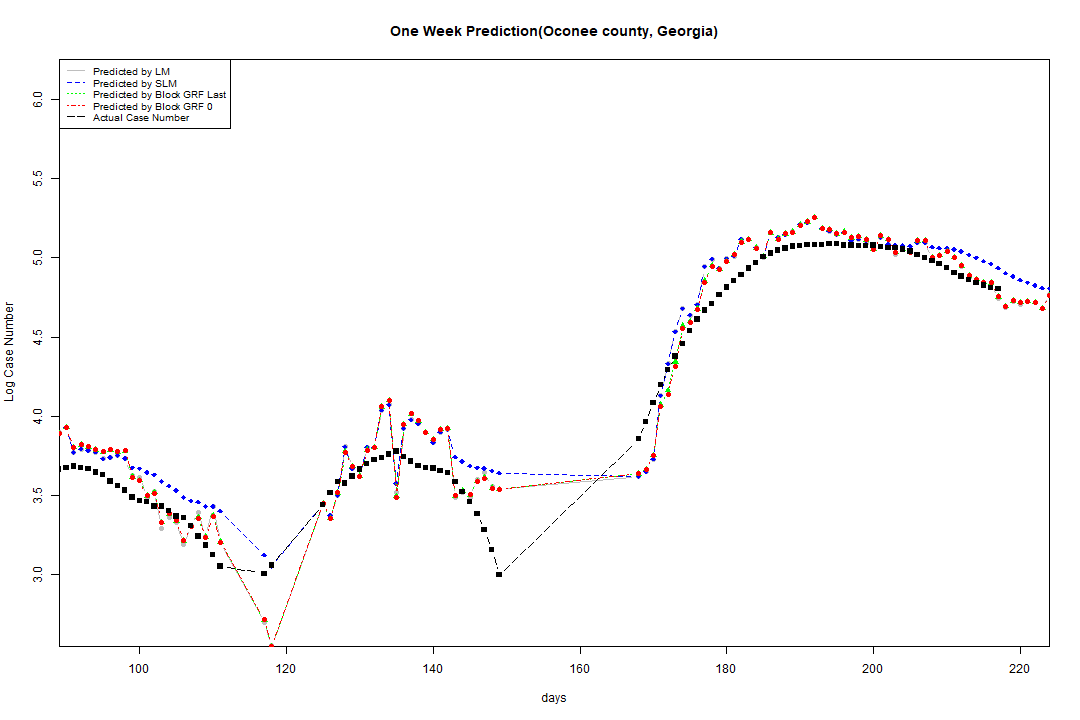 One Week Prediction(Oconee county, Georgia)
Predicted by LM
Predicted by SLM
Predicted by Block GRF Last
Predicted by Block GRF 0
Actual Case Number
6.0
5.5
5.0
4.5
4.0
3.5
3.0
Log Case Number
100 120 140 160 180 200 220
days